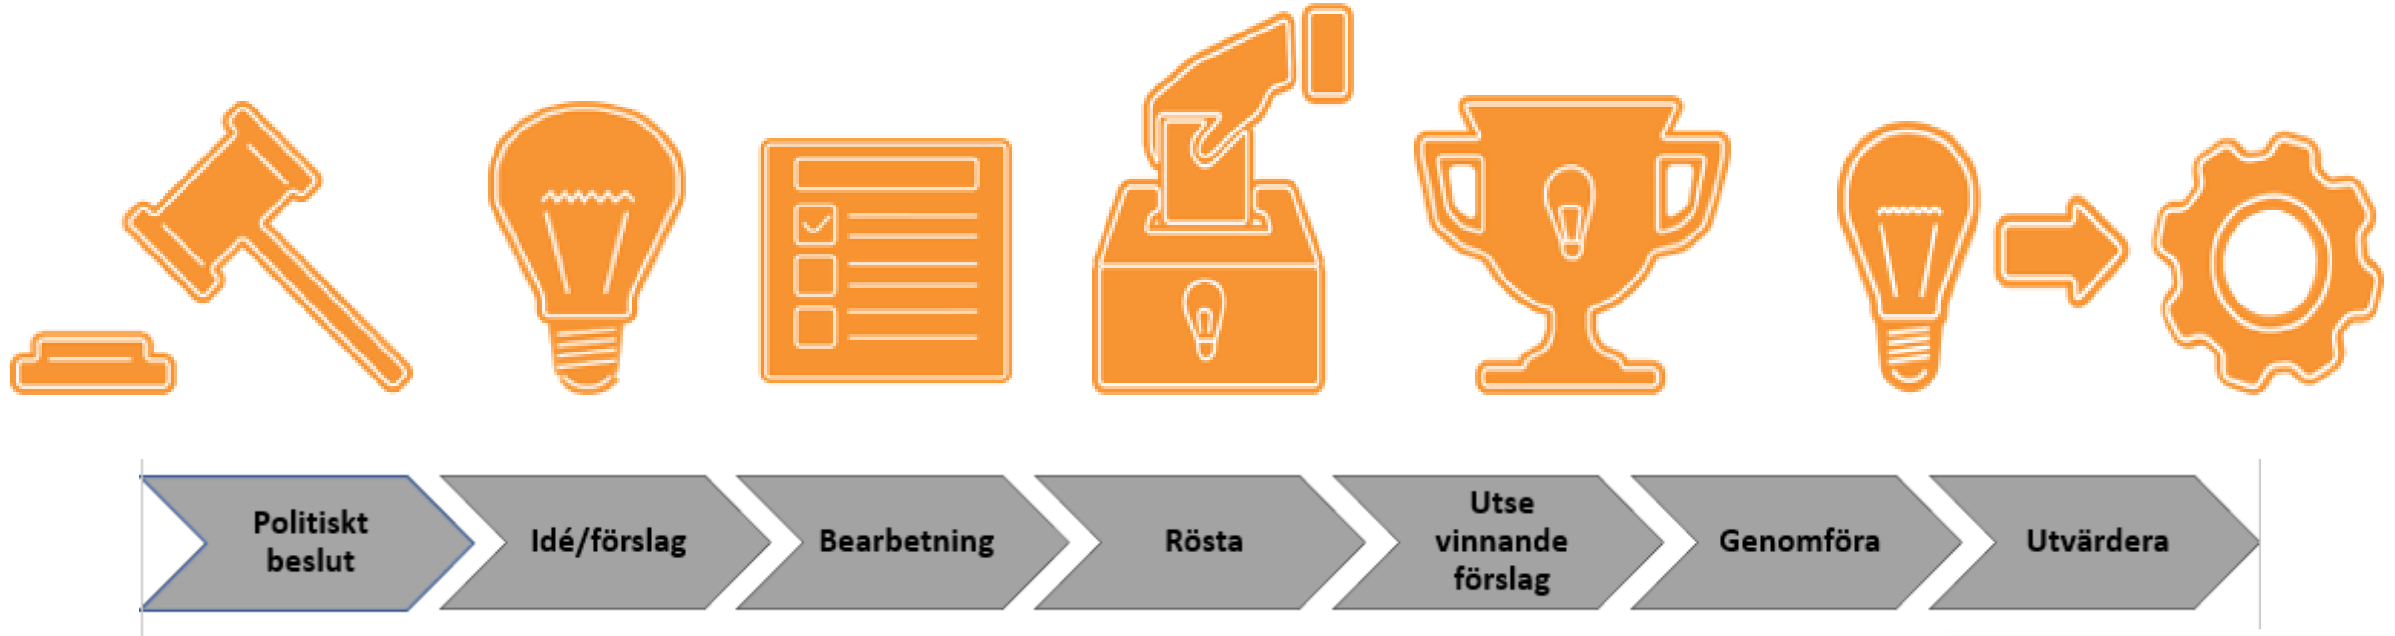 Politiskt
beslut
Idé/förslag
Bearbetning
Rösta
Utse
vinnande
förslag
Genomföra
Utvärdera